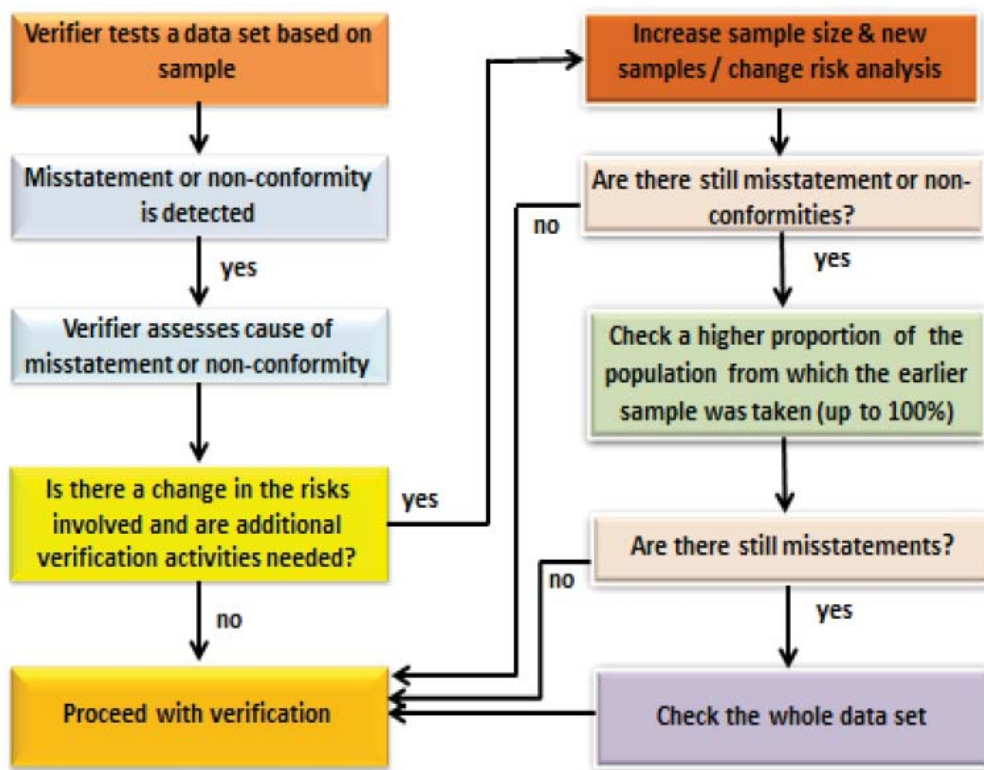 Verifier tests a data set based on
sample
Misstatement or non-conformity
is detected
yes
Verifier assesses cause of
misstatement or non-conformity
Is there a change in the risks
involved and are additional
verification activities needed?
yes
no
Proceed with verification
Increase sample size & new
samples / change risk analysis
Are there still misstatement or non-
conformities?
no
yes
Check a higher proportion of the
population from which the earlier
sample was taken (up to 100%)
Are there still misstatements?
no
yes
Check the whole data set